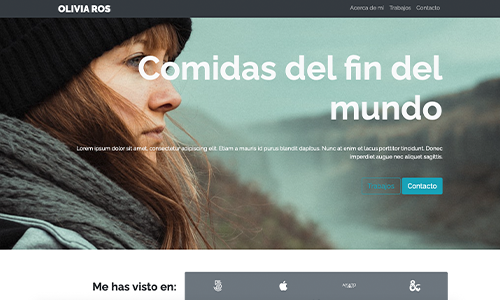 OLIVIA ROS
Acerca de mi Trabajos Contacto
Comidas del fin del
mundo
Lorem ipsum dolor sit amet, consectetur adipiscing elit. Etiam a mauris id purus blandit dapibus. Nunc at enim et lacus porttitor tincidunt. Donec
imperdiet augue nec aliquet sagittis.
Trabajos Contacto
Me has visto en: